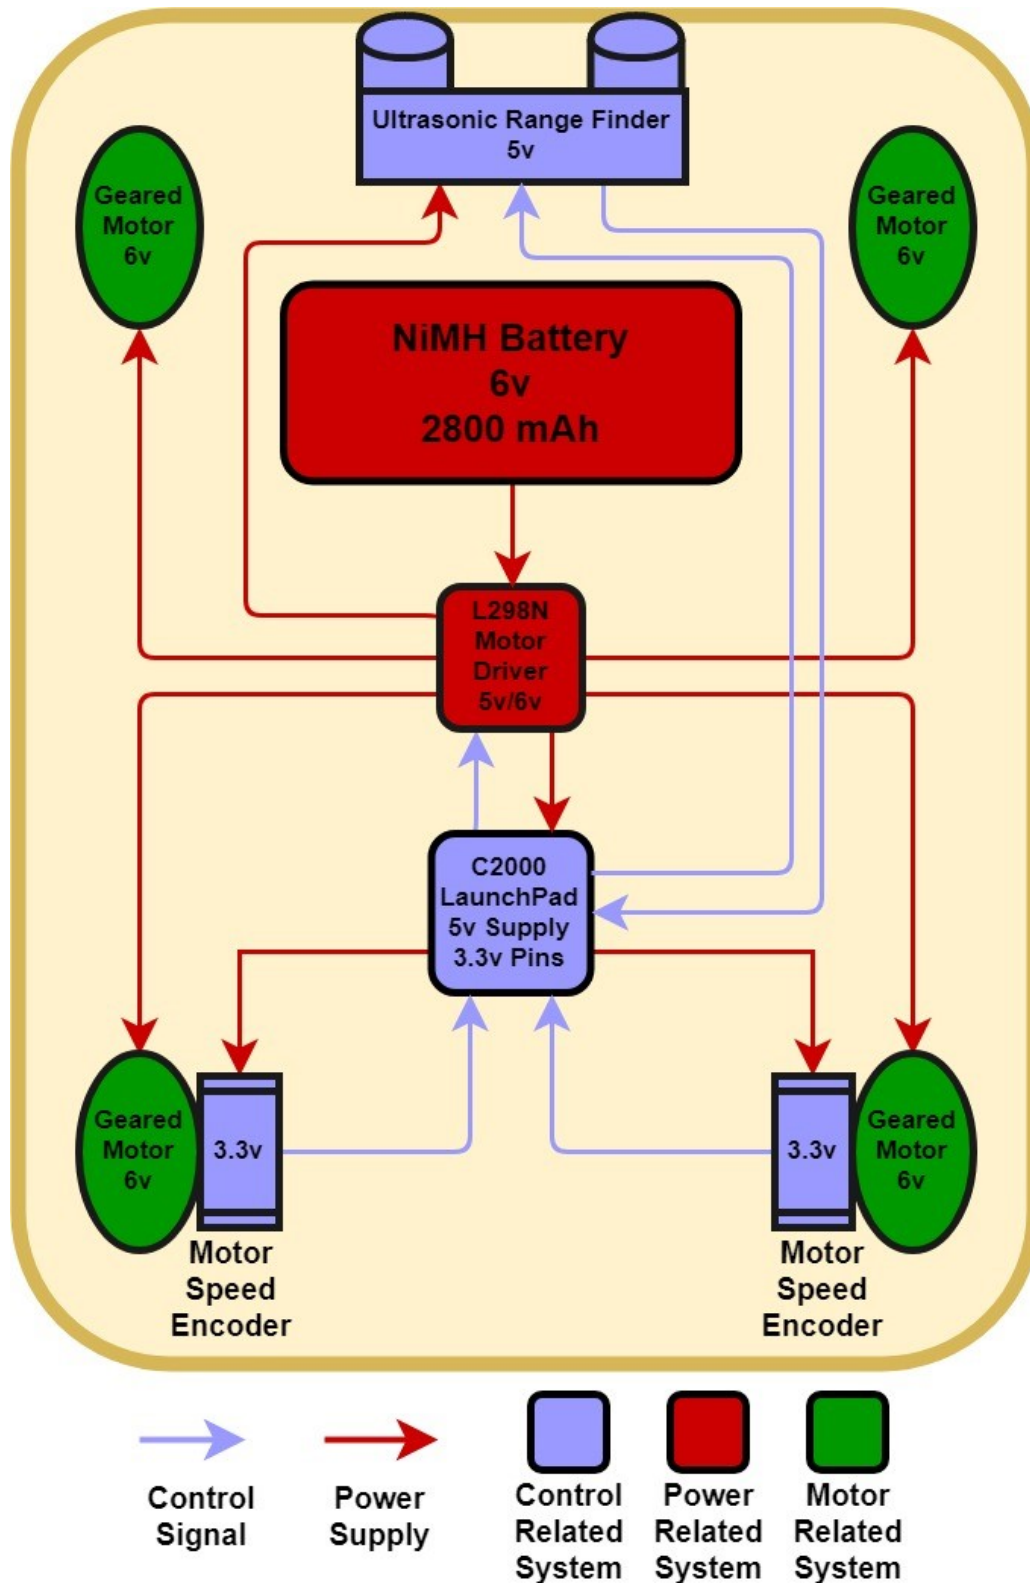 Ultrasonic Range Finder
5v
Geared
Motor
6v
Geared
Motor
6v
NiMH Battery
6v
2800 mAh
L298N
Motor
Driver
5v/6v
C2000
LaunchPad
5v Supply
3.3v Pins
Geared
Motor
6v
3.3v
3.3v
Geared
Motor
6v
Motor
Speed
Encoder
Motor
Speed
Encoder
Control
Signal
Power
Supply
Control
Related
System
Power
Related
System
Motor
Related
System